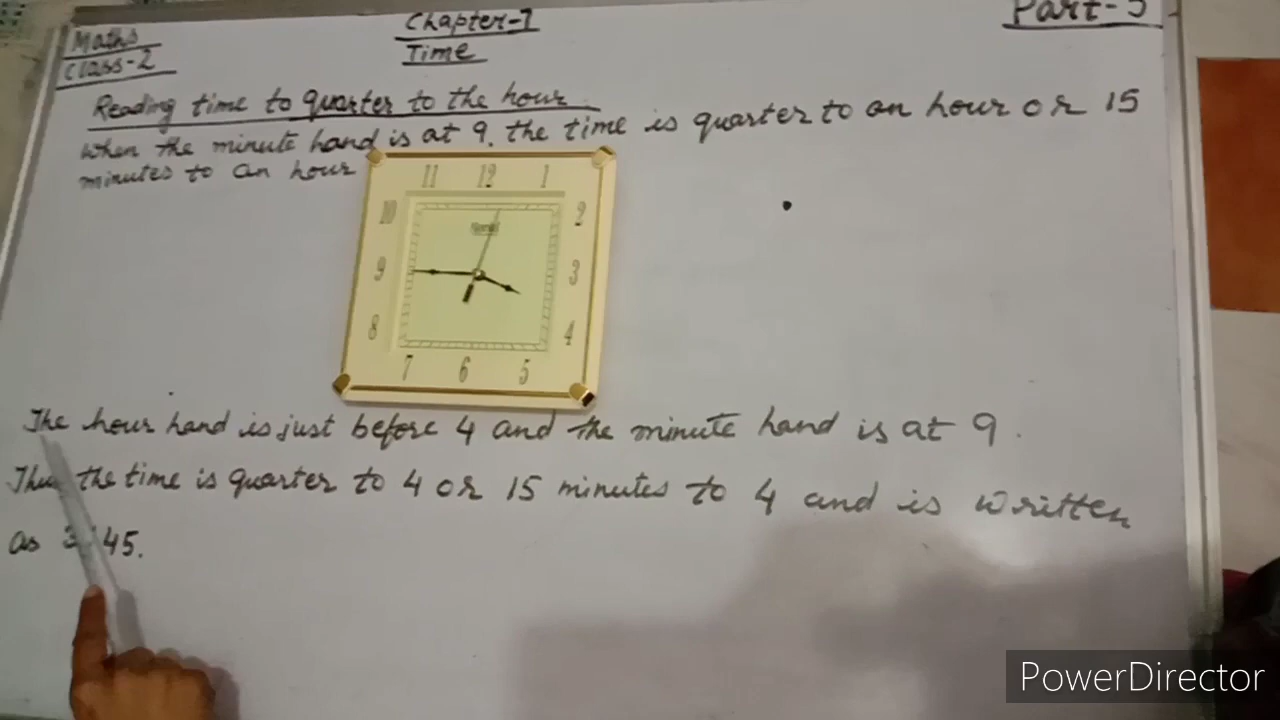 Maths
Class-2
Chapter-7
Time
Part-5
Reading time to quarter to the hour
When the minute hand is at 9, the time is quarter to an hour or 15
minutes to an hour
11 12 1
10 2
9 3
8 4
7 6 5
The hour hand is just before 4 and the minute hand is at 9.
Thus the time is quarter to 4 or 15 minutes to 4 and is written
as 3:45.
PowerDirector